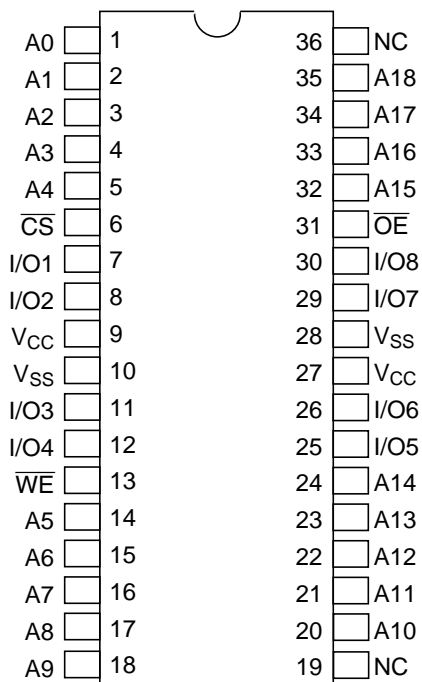 A0 1 36 NC
A1 2 35 A18
A2 3 34 A17
A3 4 33 A16
A4 5 32 A15
C̅S̅ 6 31 O̅E̅
I/O1 7 30 I/O8
I/O2 8 29 I/O7
VCC 9 28 VSS
VSS 10 27 VCC
I/O3 11 26 I/O6
I/O4 12 25 I/O5
W̅E̅ 13 24 A14
A5 14 23 A13
A6 15 22 A12
A7 16 21 A11
A8 17 20 A10
A9 18 19 NC